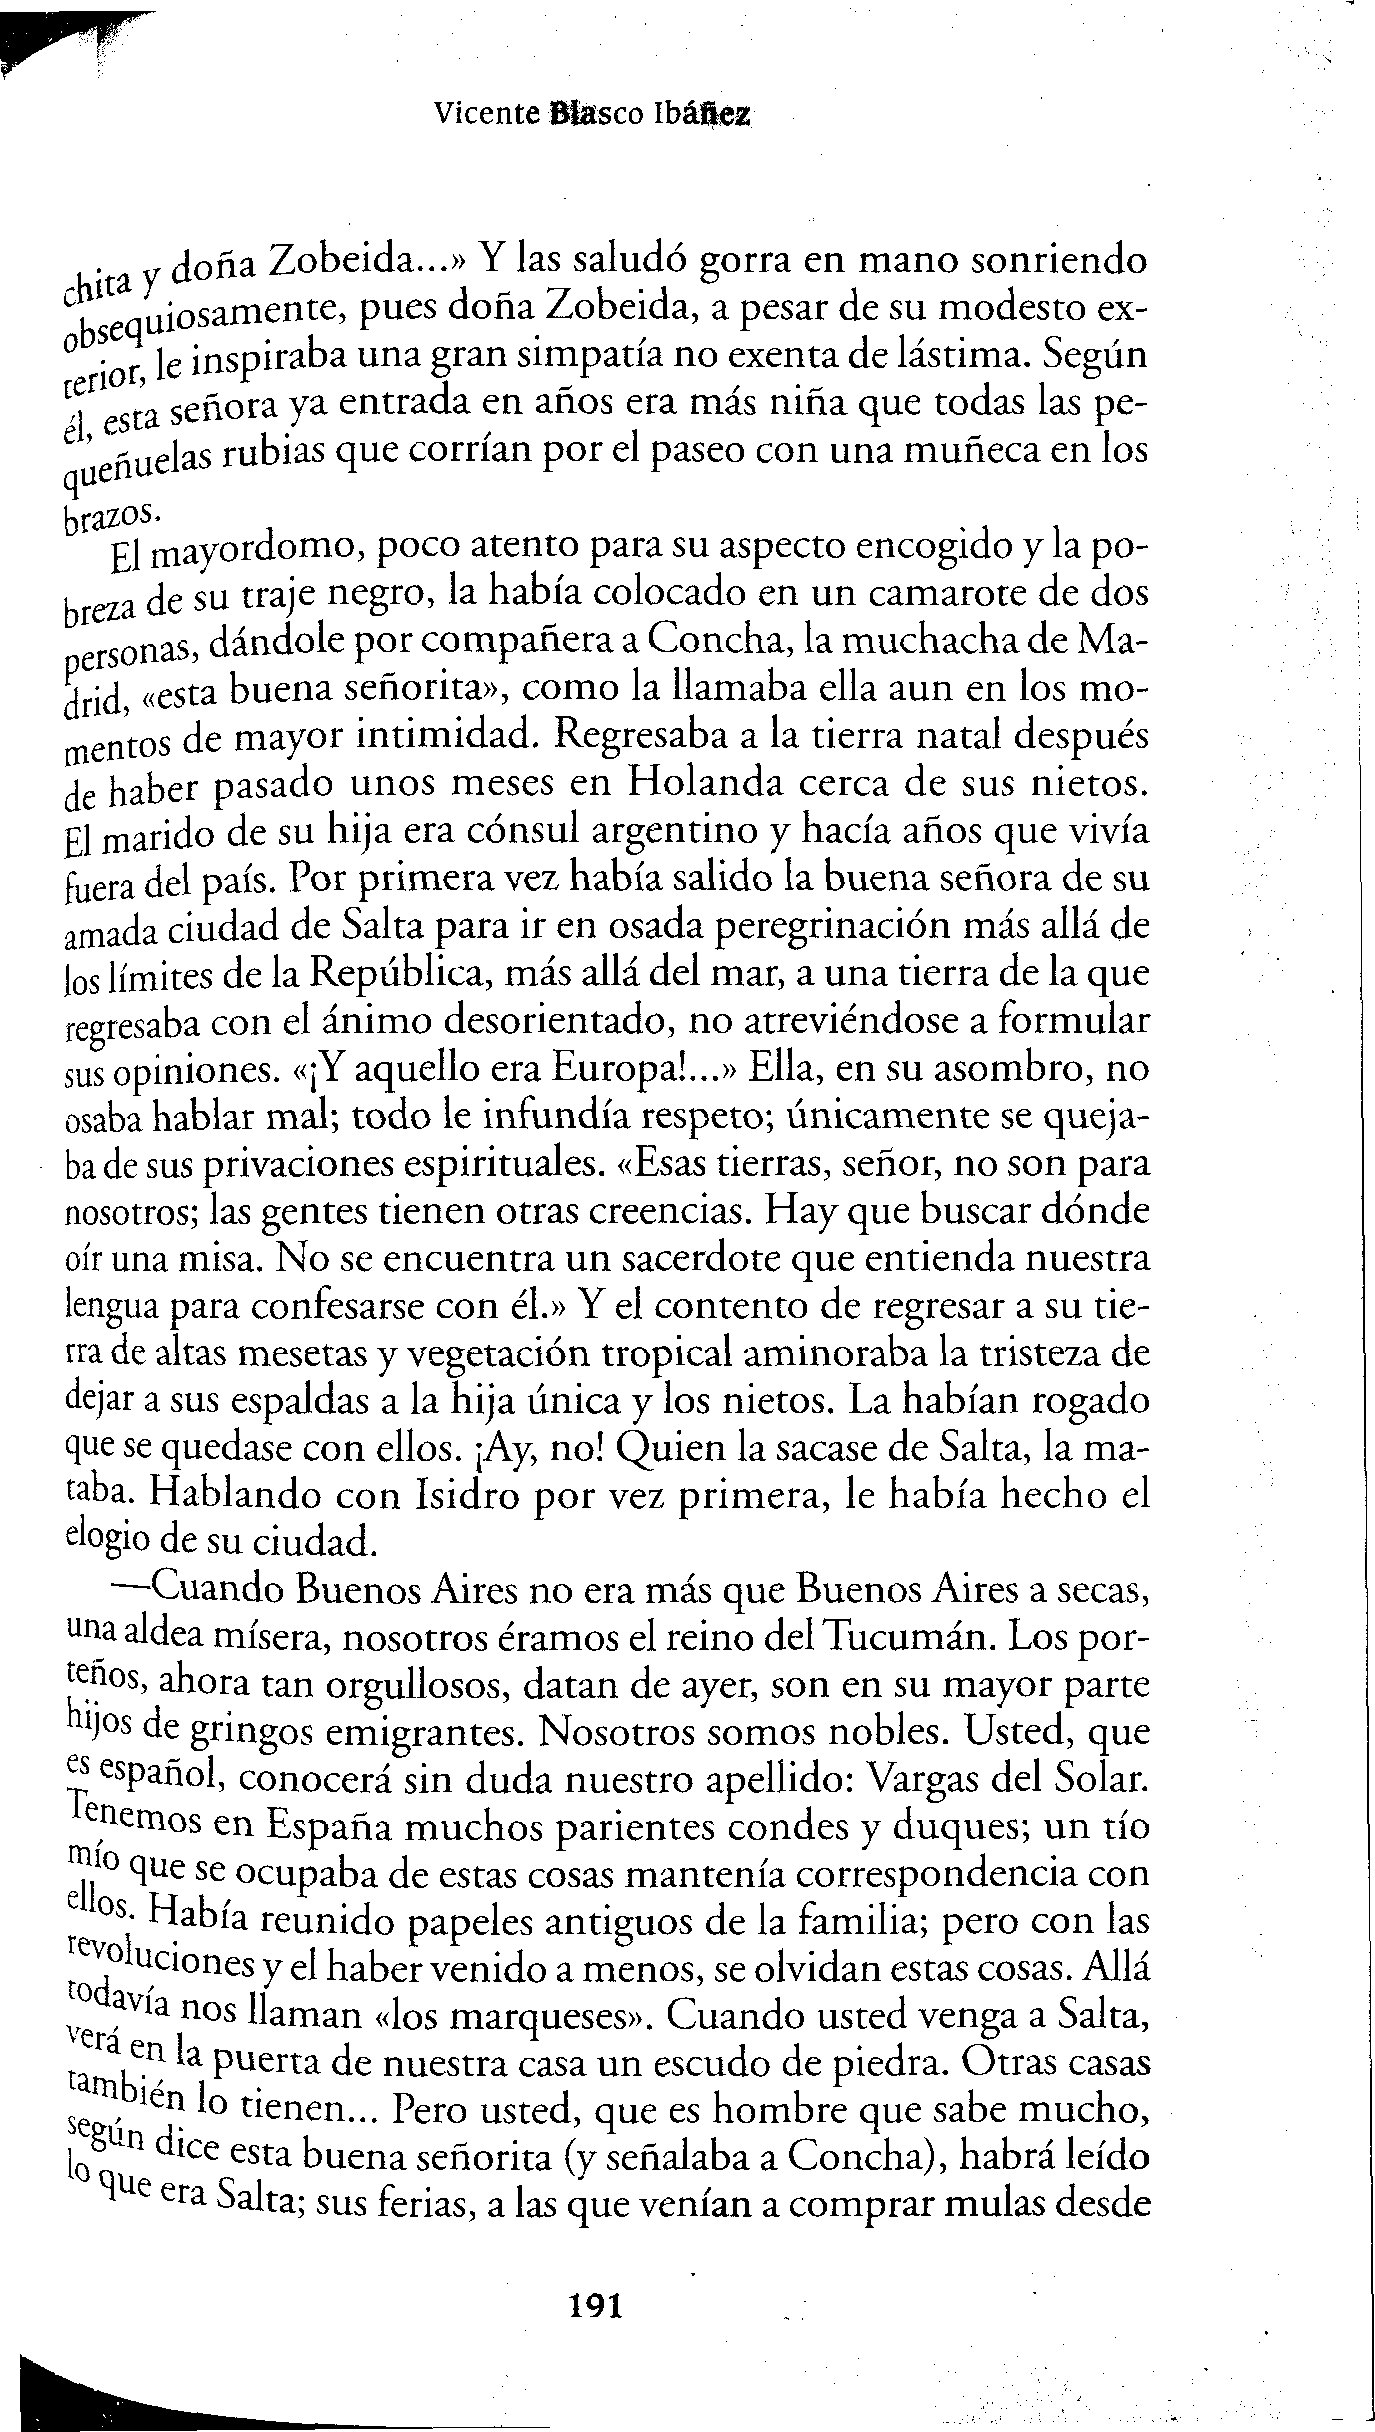 Vicente Blasco Ibáñez
chita y doña Zobeida...» Y las saludó gorra en mano sonriendo
obsequiosamente, pues doña Zobeida, a pesar de su modesto ex-
terior, le inspiraba una gran simpatía no exenta de lástima. Según
él, esta señora ya entrada en años era más niña que todas las pe-
queñuelas rubias que corrían por el paseo con una muñeca en los
brazos.
El mayordomo, poco atento para su aspecto encogido y la po-
breza de su traje negro, la había colocado en un camarote de dos
personas, dándole por compañera a Concha, la muchacha de Ma-
drid, «esta buena señorita», como la llamaba ella aun en los mo-
mentos de mayor intimidad. Regresaba a la tierra natal después
de haber pasado unos meses en Holanda cerca de sus nietos.
El marido de su hija era cónsul argentino y hacía años que vivía
fuera del país. Por primera vez había salido la buena señora de su
amada ciudad de Salta para ir en osada peregrinación más allá de
los límites de la República, más allá del mar, a una tierra de la que
regresaba con el ánimo desorientado, no atreviéndose a formular
sus opiniones. «¡Y aquello era Europa!...» Ella, en su asombro, no
osaba hablar mal; todo le infundía respeto; únicamente se queja-
ba de sus privaciones espirituales. «Esas tierras, señor, no son para
nosotros; las gentes tienen otras creencias. Hay que buscar dónde
oír una misa. No se encuentra un sacerdote que entienda nuestra
lengua para confesarse con él.» Y el contento de regresar a su tie-
rra de altas mesetas y vegetación tropical aminoraba la tristeza de
dejar a sus espaldas a la hija única y los nietos. La habían rogado
que se quedase con ellos. ¡Ay, no! Quien la sacase de Salta, la ma-
taba. Hablando con Isidro por vez primera, le había hecho el
elogio de su ciudad.
—Cuando Buenos Aires no era más que Buenos Aires a secas,
una aldea mísera, nosotros éramos el reino del Tucumán. Los por-
teños, ahora tan orgullosos, datan de ayer, son en su mayor parte
hijos de gringos emigrantes. Nosotros somos nobles. Usted, que
es español, conocerá sin duda nuestro apellido: Vargas del Solar.
Tenemos en España muchos parientes condes y duques; un tío
mío que se ocupaba de estas cosas mantenía correspondencia con
ellos. Había reunido papeles antiguos de la familia; pero con las
revoluciones y el haber venido a menos, se olvidan estas cosas. Allá
todavía nos llaman «los marqueses». Cuando usted venga a Salta,
verá en la puerta de nuestra casa un escudo de piedra. Otras casas
también lo tienen... Pero usted, que es hombre que sabe mucho,
según dice esta buena señorita (y señalaba a Concha), habrá leído
lo que era Salta; sus ferias, a las que venían a comprar mulas desde
191